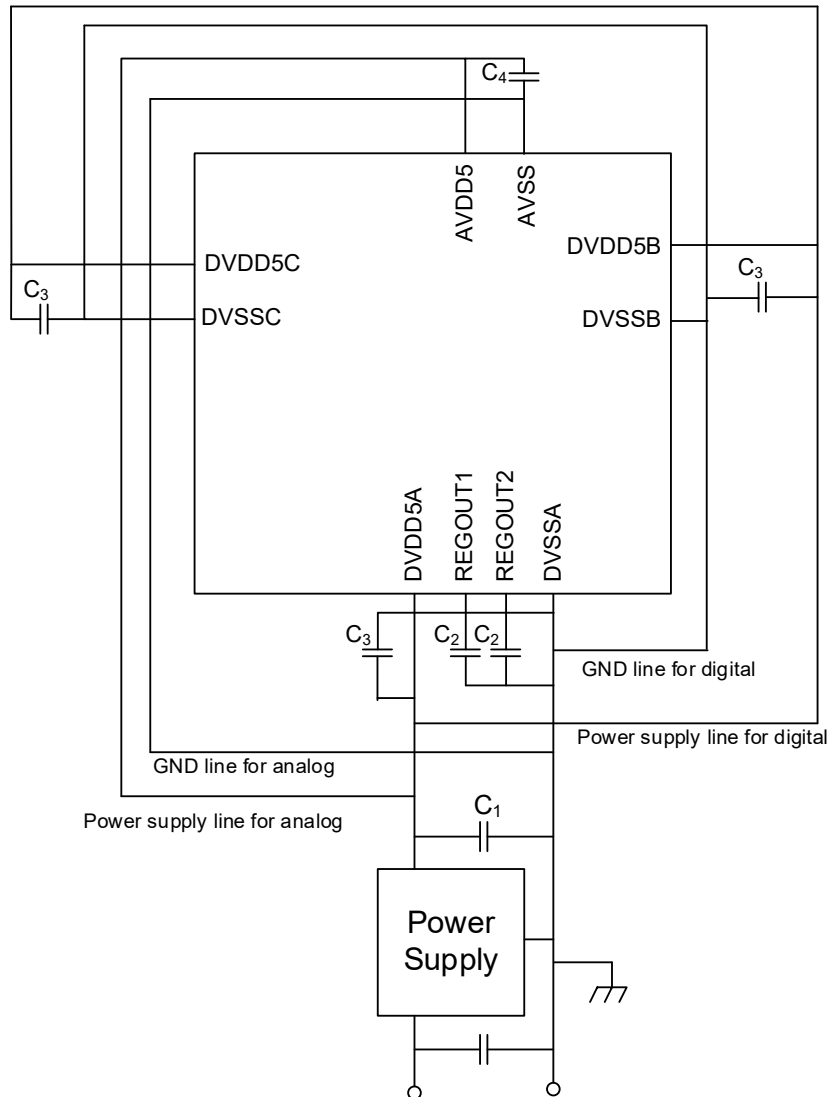 C4
AVDD5
AVSS
DVDD5C
DVDD5B
C3
C3
DVSSC
DVSSB
DVDD5A
REGOUT1
REGOUT2
DVSSA
C3
C2
C2
GND line for digital
Power supply line for digital
GND line for analog
Power supply line for analog
C1
Power
Supply